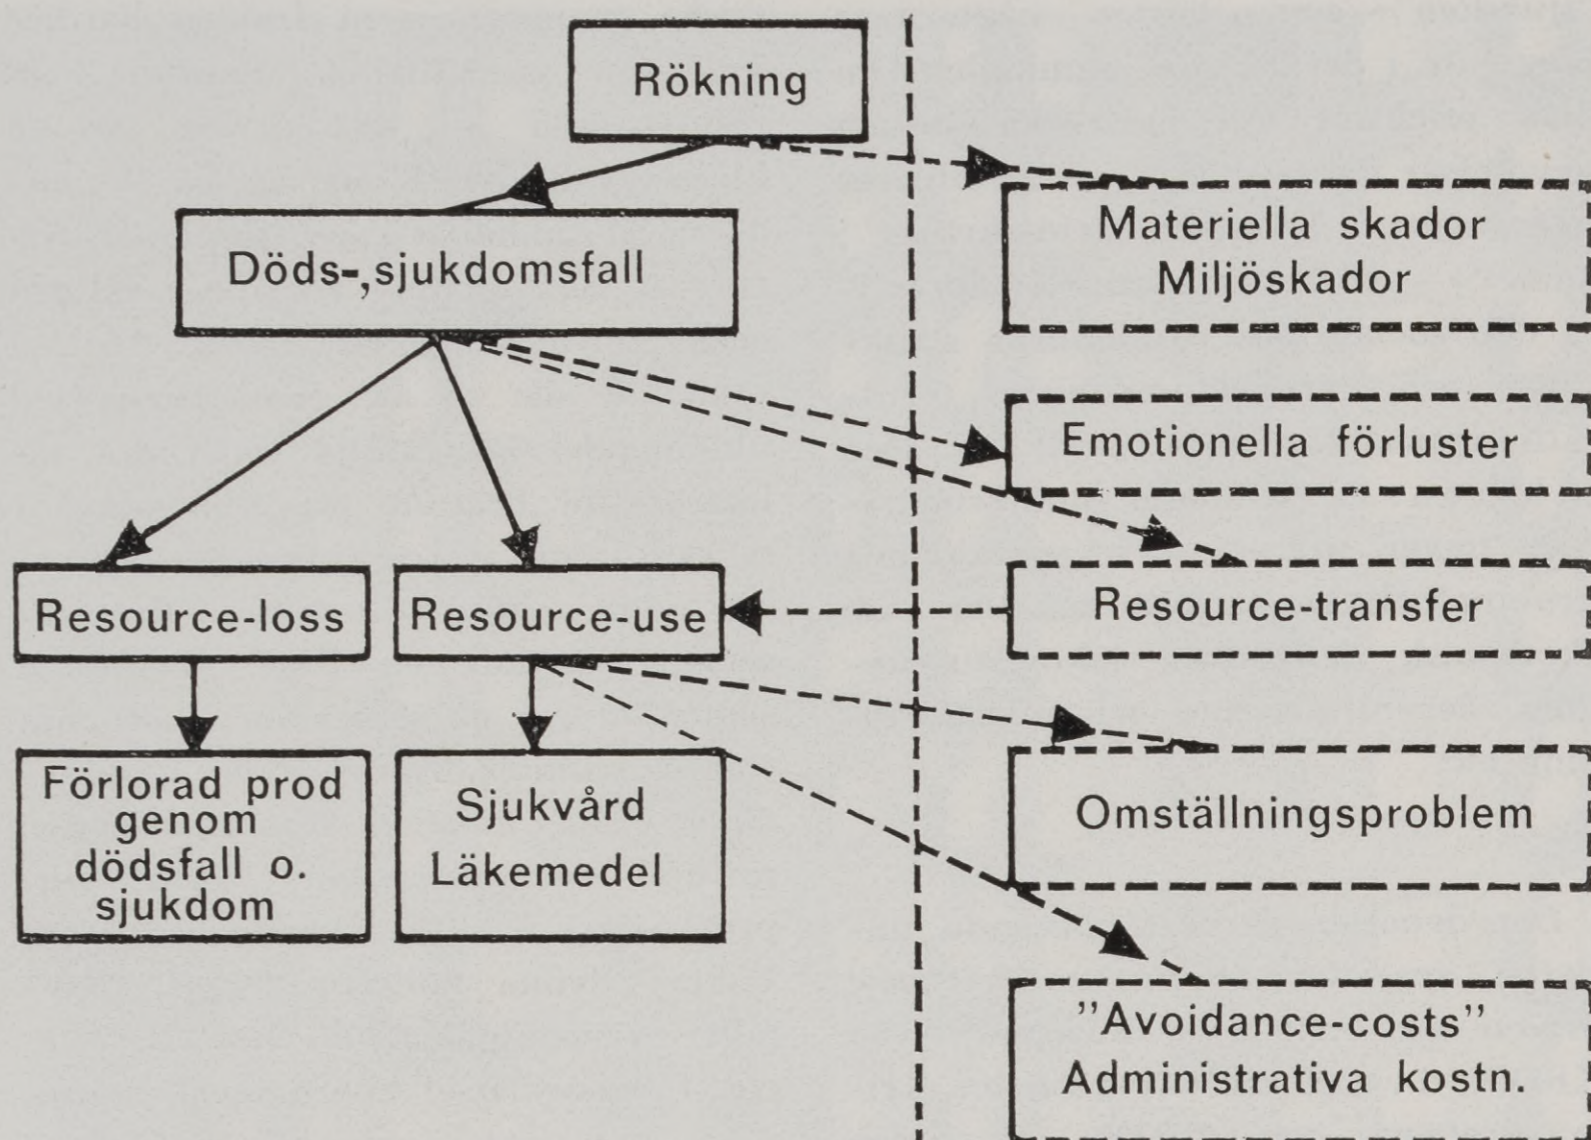 Rökning
Materiella skador
Miljöskador
Döds-,sjukdomsfall
Emotionella förluster
Resource-loss
Resource-use
Resource-transfer
Förlorad prod
genom
dödsfall o.
sjukdom
Sjukvård
Läkemedel
Omställningsproblem
”Avoidance-costs”
Administrativa kostn.